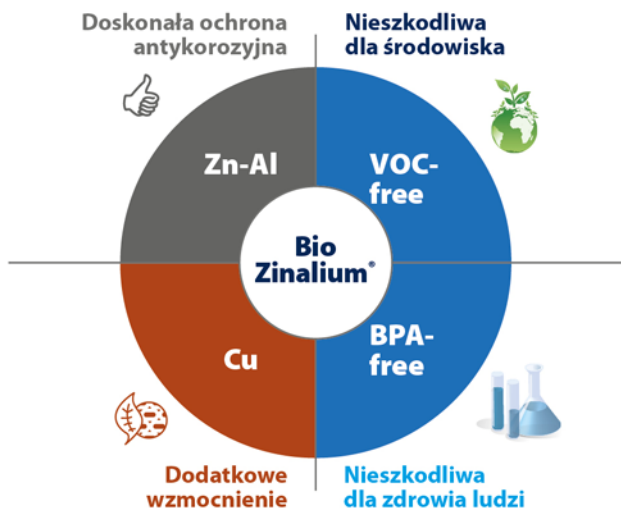 Doskonała ochrona
antykorozyjna
Nieszkodliwa
dla środowiska
Zn-Al
VOC-
free
Bio
Zinalium®
Cu
BPA-
free
Dodatkowe
wzmocnienie
Nieszkodliwa
dla zdrowia ludzi